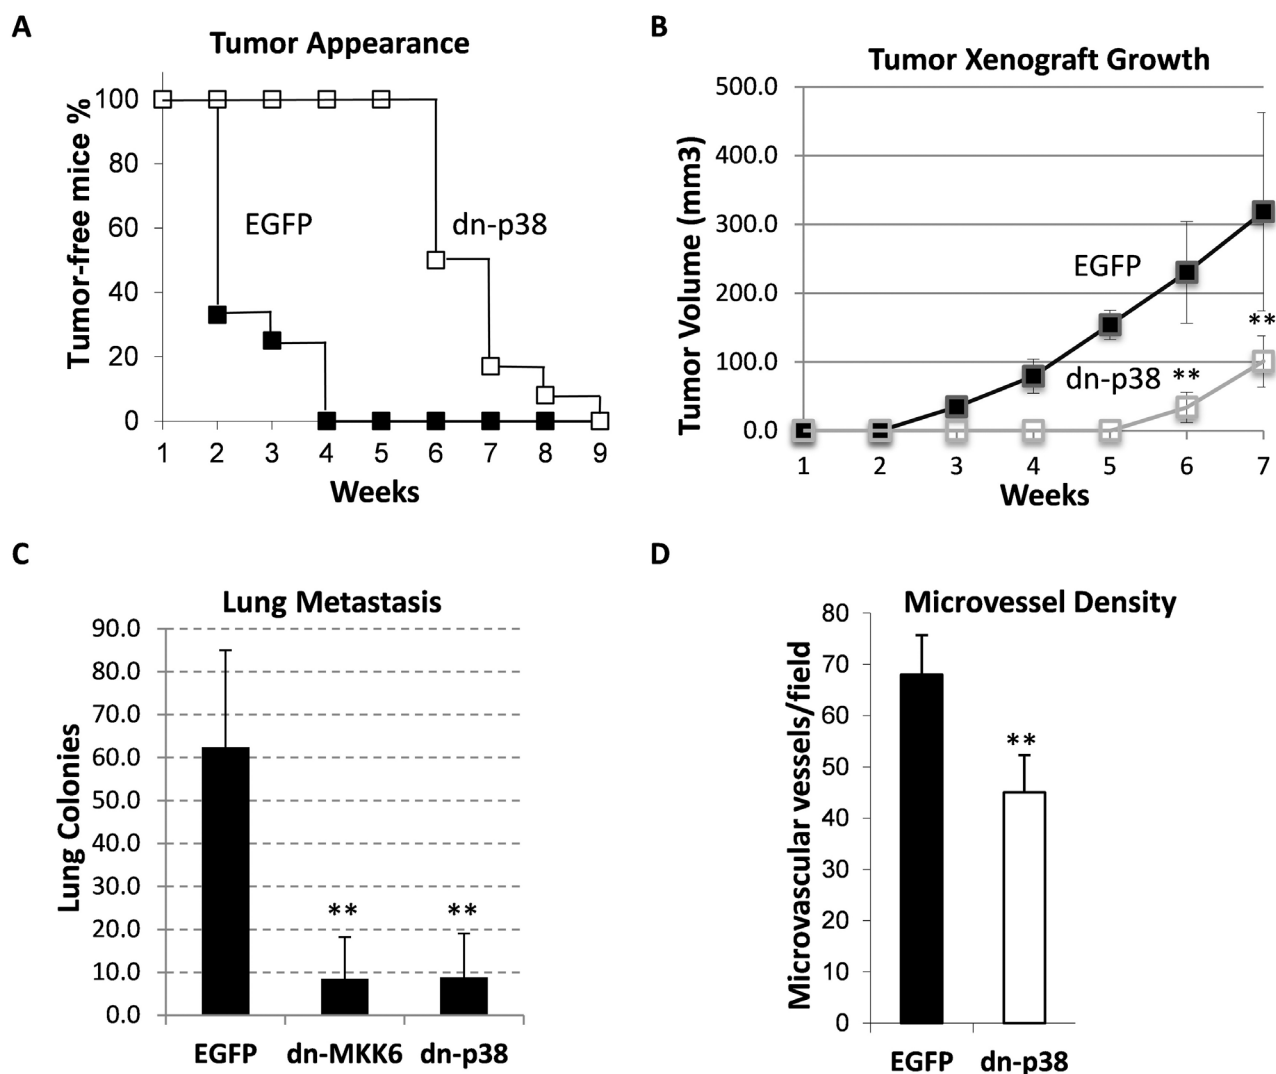 A
Tumor Appearance
Tumor-free mice %
100
80
60
40
20
0
EGFP
dn-p38
1 2 3 4 5 6 7 8 9
Weeks
B
Tumor Xenograft Growth
Tumor Volume (mm3)
500.0
400.0
300.0
200.0
100.0
0.0
EGFP
dn-p38
**
**
1 2 3 4 5 6 7
Weeks
C
Lung Metastasis
Lung Colonies
90.0
80.0
70.0
60.0
50.0
40.0
30.0
20.0
10.0
0.0
** **
EGFP dn-MKK6 dn-p38
D
Microvessel Density
Microvascular vessels/field
80
70
60
50
40
30
20
10
0
**
EGFP dn-p38